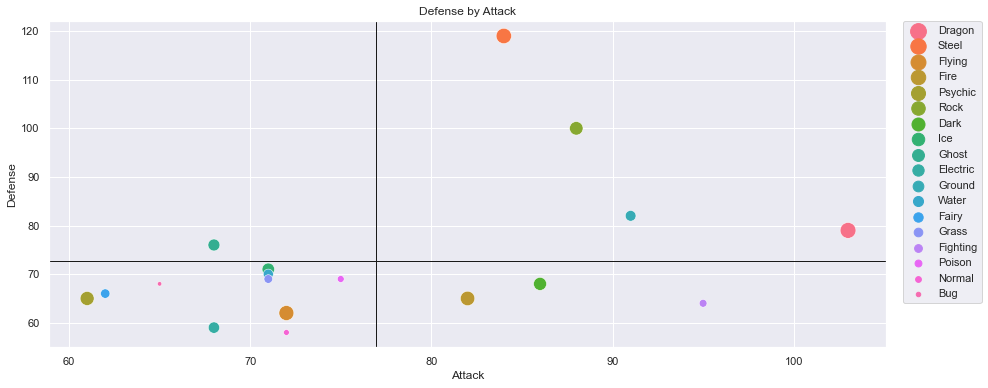 Defense by Attack
120
110
100
90
80
70
60
Defense
60
70
80
90
100
Attack
Dragon
Steel
Flying
Fire
Psychic
Rock
Dark
Ice
Ghost
Electric
Ground
Water
Fairy
Grass
Fighting
Poison
Normal
Bug